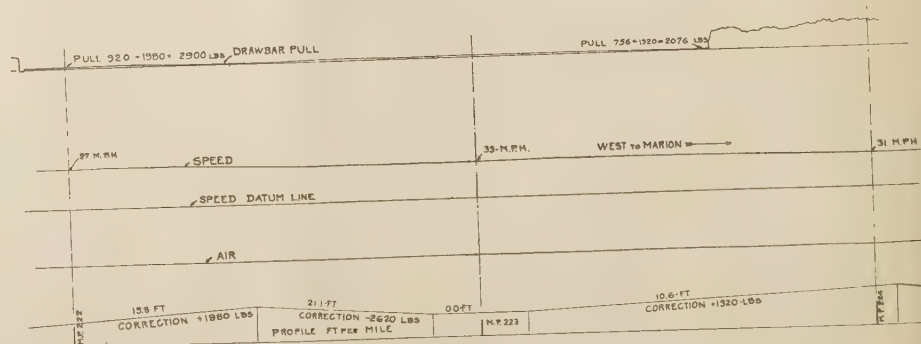 PULL 920 -1980= 2900 LBS
DRAWBAR PULL
PULL 756+1320=2076 LBS
37 M.P.H
SPEED
33-M.P.H.
WEST TO MARION
31 M.P.H
SPEED DATUM LINE
AIR
M.P. 222
15.8 FT
CORRECTION +1980 LBS
21.1-FT
CORRECTION -2620 LBS
PROFILE FT PER MILE
0.0-FT
M.P. 223
10.6-FT
CORRECTION +1320-LBS
M.P. 224